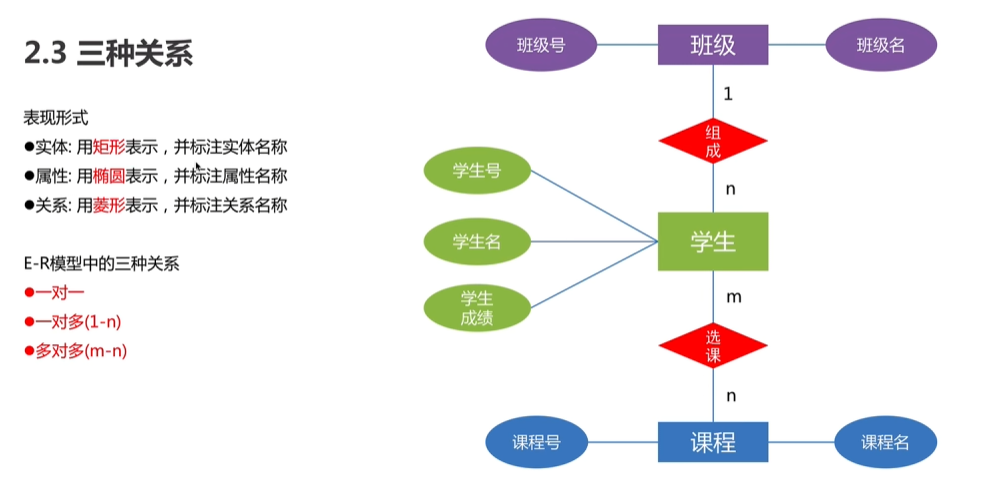 2.3 三种关系
表现形式
●实体: 用矩形表示，并标注实体名称
●属性: 用椭圆表示，并标注属性名称
●关系: 用菱形表示，并标注关系名称
E-R模型中的三种关系
●一对一
●一对多(1-n)
●多对多(m-n)
班级号
班级
班级名
1
组
成
n
学生号
学生名
学生
成绩
学生
m
选
课
n
课程号
课程
课程名